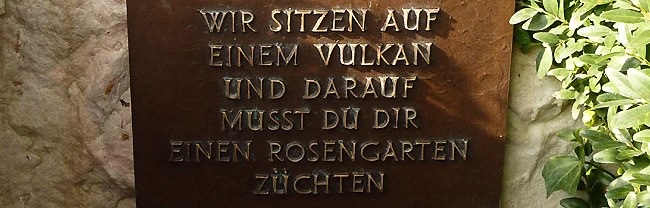 WIR SITZEN AUF
EINEM VULKAN
UND DARAUF
MUSST DU DIR
EINEN ROSENGARTEN
ZÜCHTEN